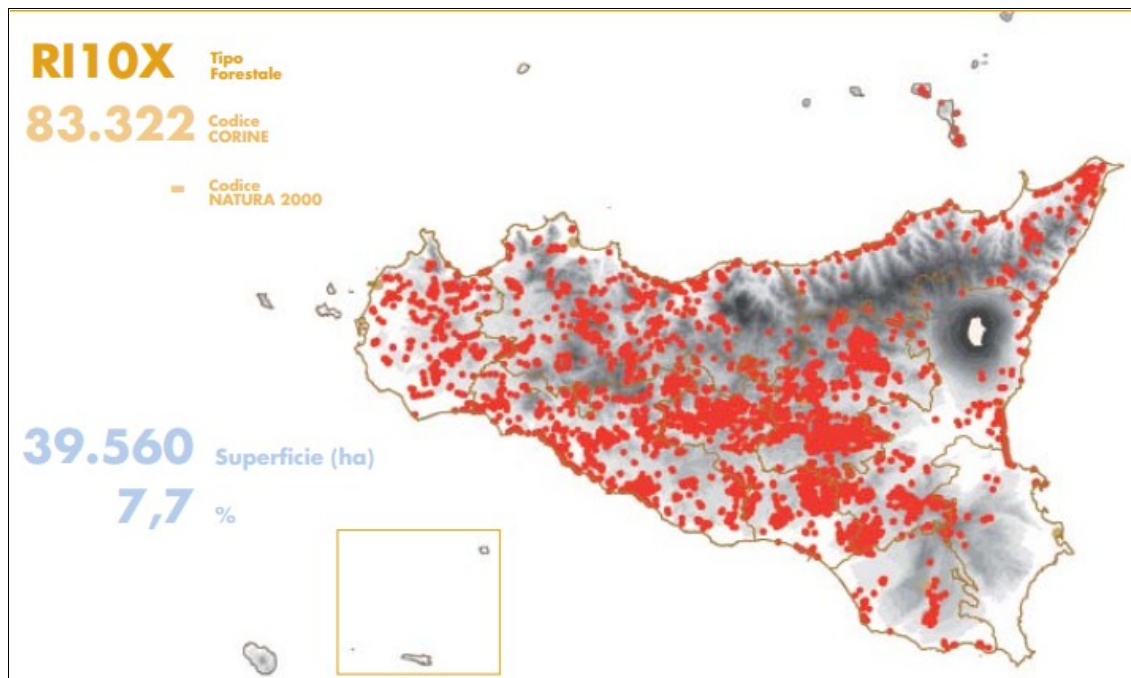 RI10X Tipo
Forestale
83.322 Codice
CORINE
- Codice
NATURA 2000
39.560 Superficie (ha)
7,7 %